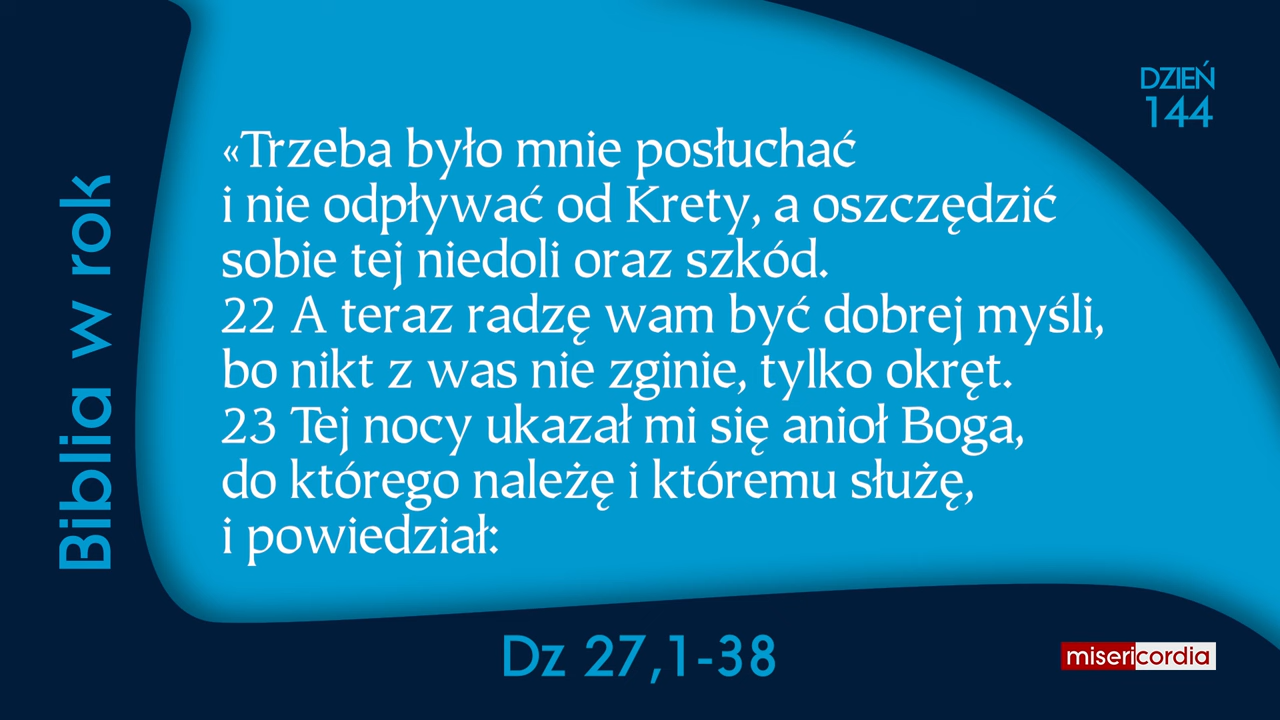 Biblia w rok
DZIEŃ
144
«Trzeba było mnie posłuchać
i nie odpływać od Krety, a oszczędzić
sobie tej niedoli oraz szkód.
22 A teraz radzę wam być dobrej myśli,
bo nikt z was nie zginie, tylko okręt.
23 Tej nocy ukazał mi się anioł Boga,
do którego należę i któremu służę,
i powiedział:
Dz 27,1-38
misericordia